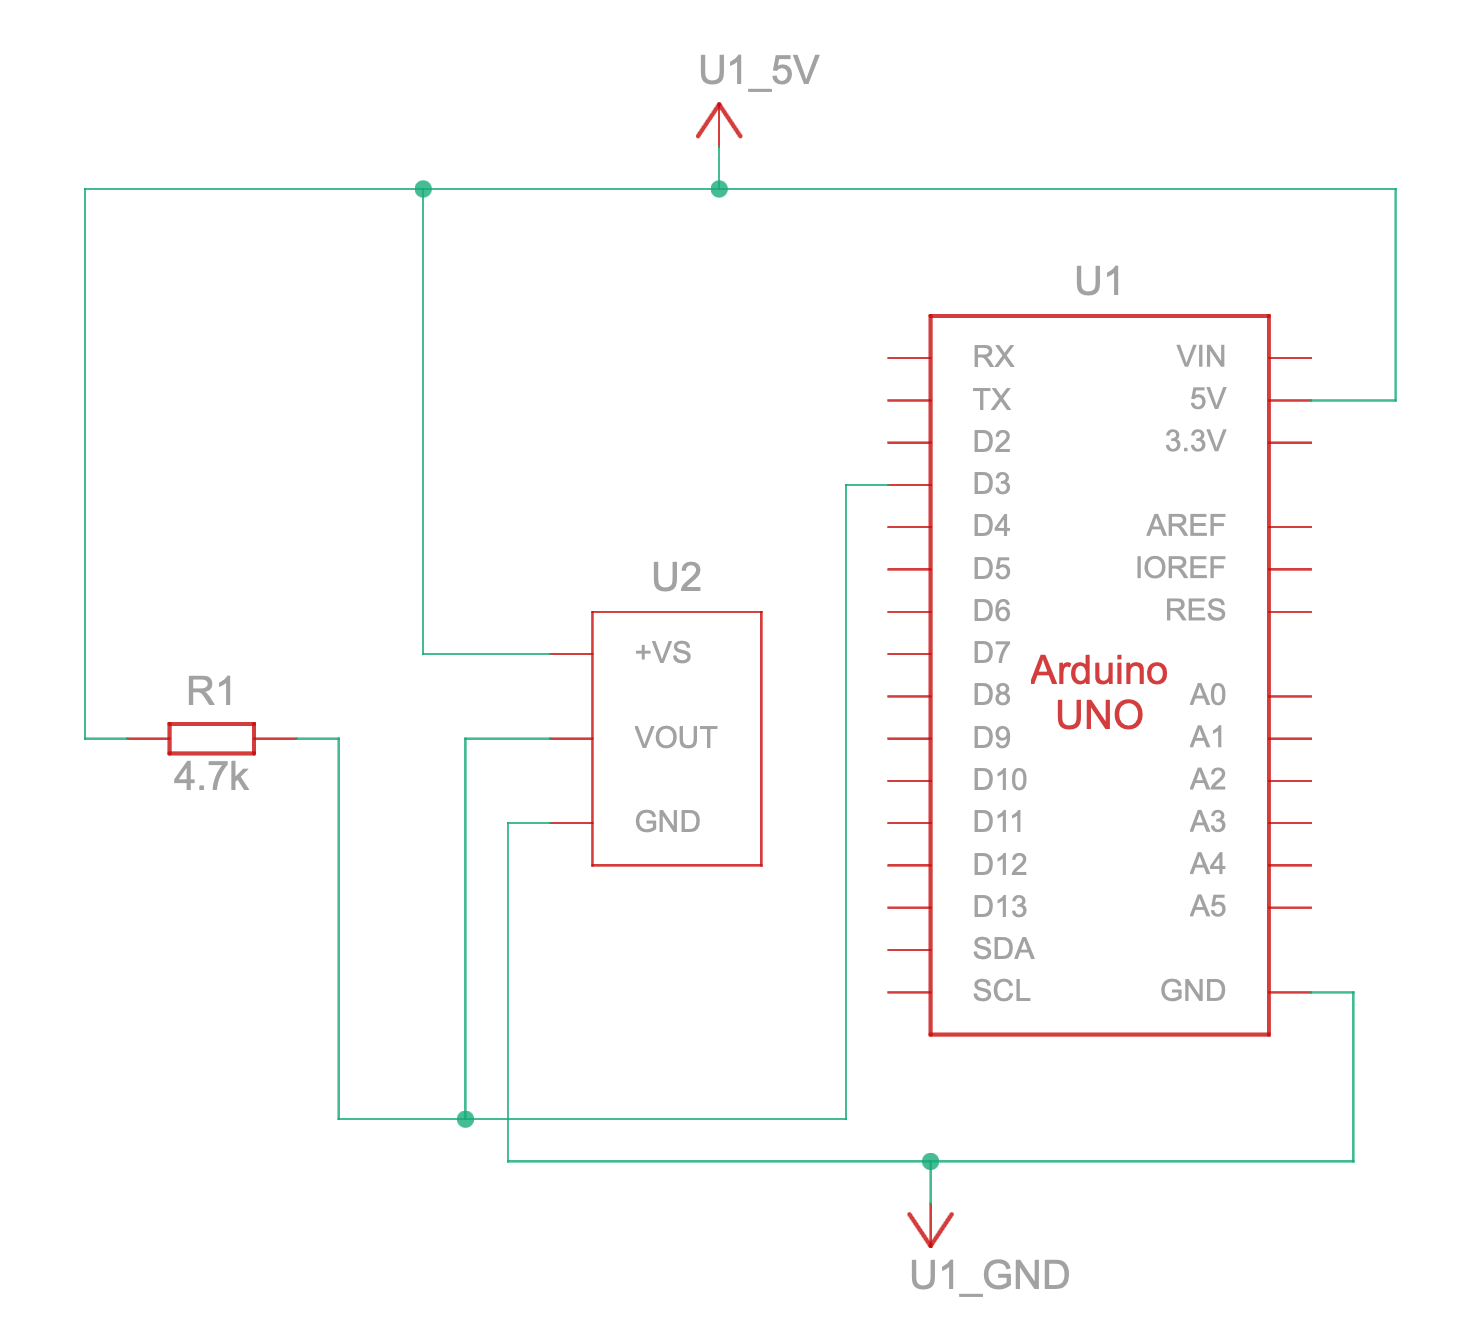 U1_5V
U1
RX VIN
TX 5V
D2 3.3V
D3
D4 AREF
D5 IOREF
D6 RES
D7
Arduino
UNO
D8 A0
D9 A1
D10 A2
D11 A3
D12 A4
D13 A5
SDA
SCL GND
U2
+VS
VOUT
GND
R1
4.7k
U1_GND